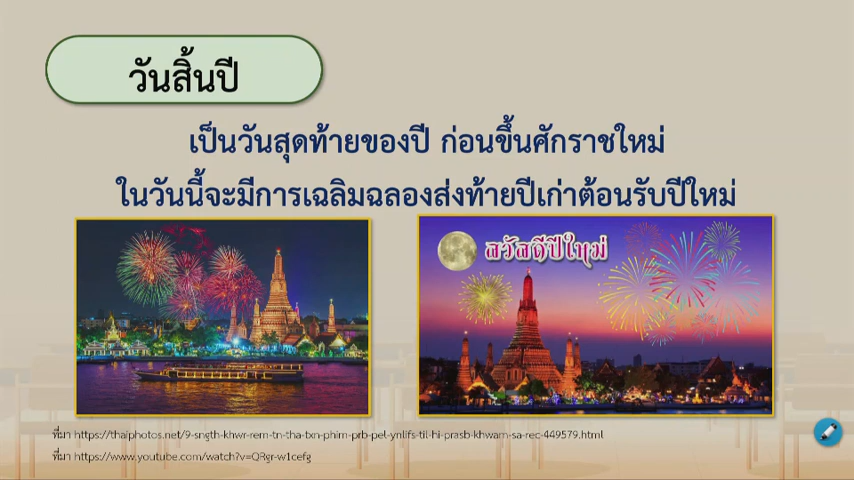 วันสิ้นปี
เป็นวันสุดท้ายของปี ก่อนขึ้นศักราชใหม่
ในวันนี้จะมีการเฉลิมฉลองส่งท้ายปีเก่าต้อนรับปีใหม่
สวัสดีปีใหม่
ที่มา https://thaiphotos.net/9-sngth-khwr-rem-tn-tha-txn-phim-prb-pel-ynlifs-til-hi-prasb-khwam-sa-rec-449579.html
ที่มา https://www.youtube.com/watch?v=QRgr-w1cefg